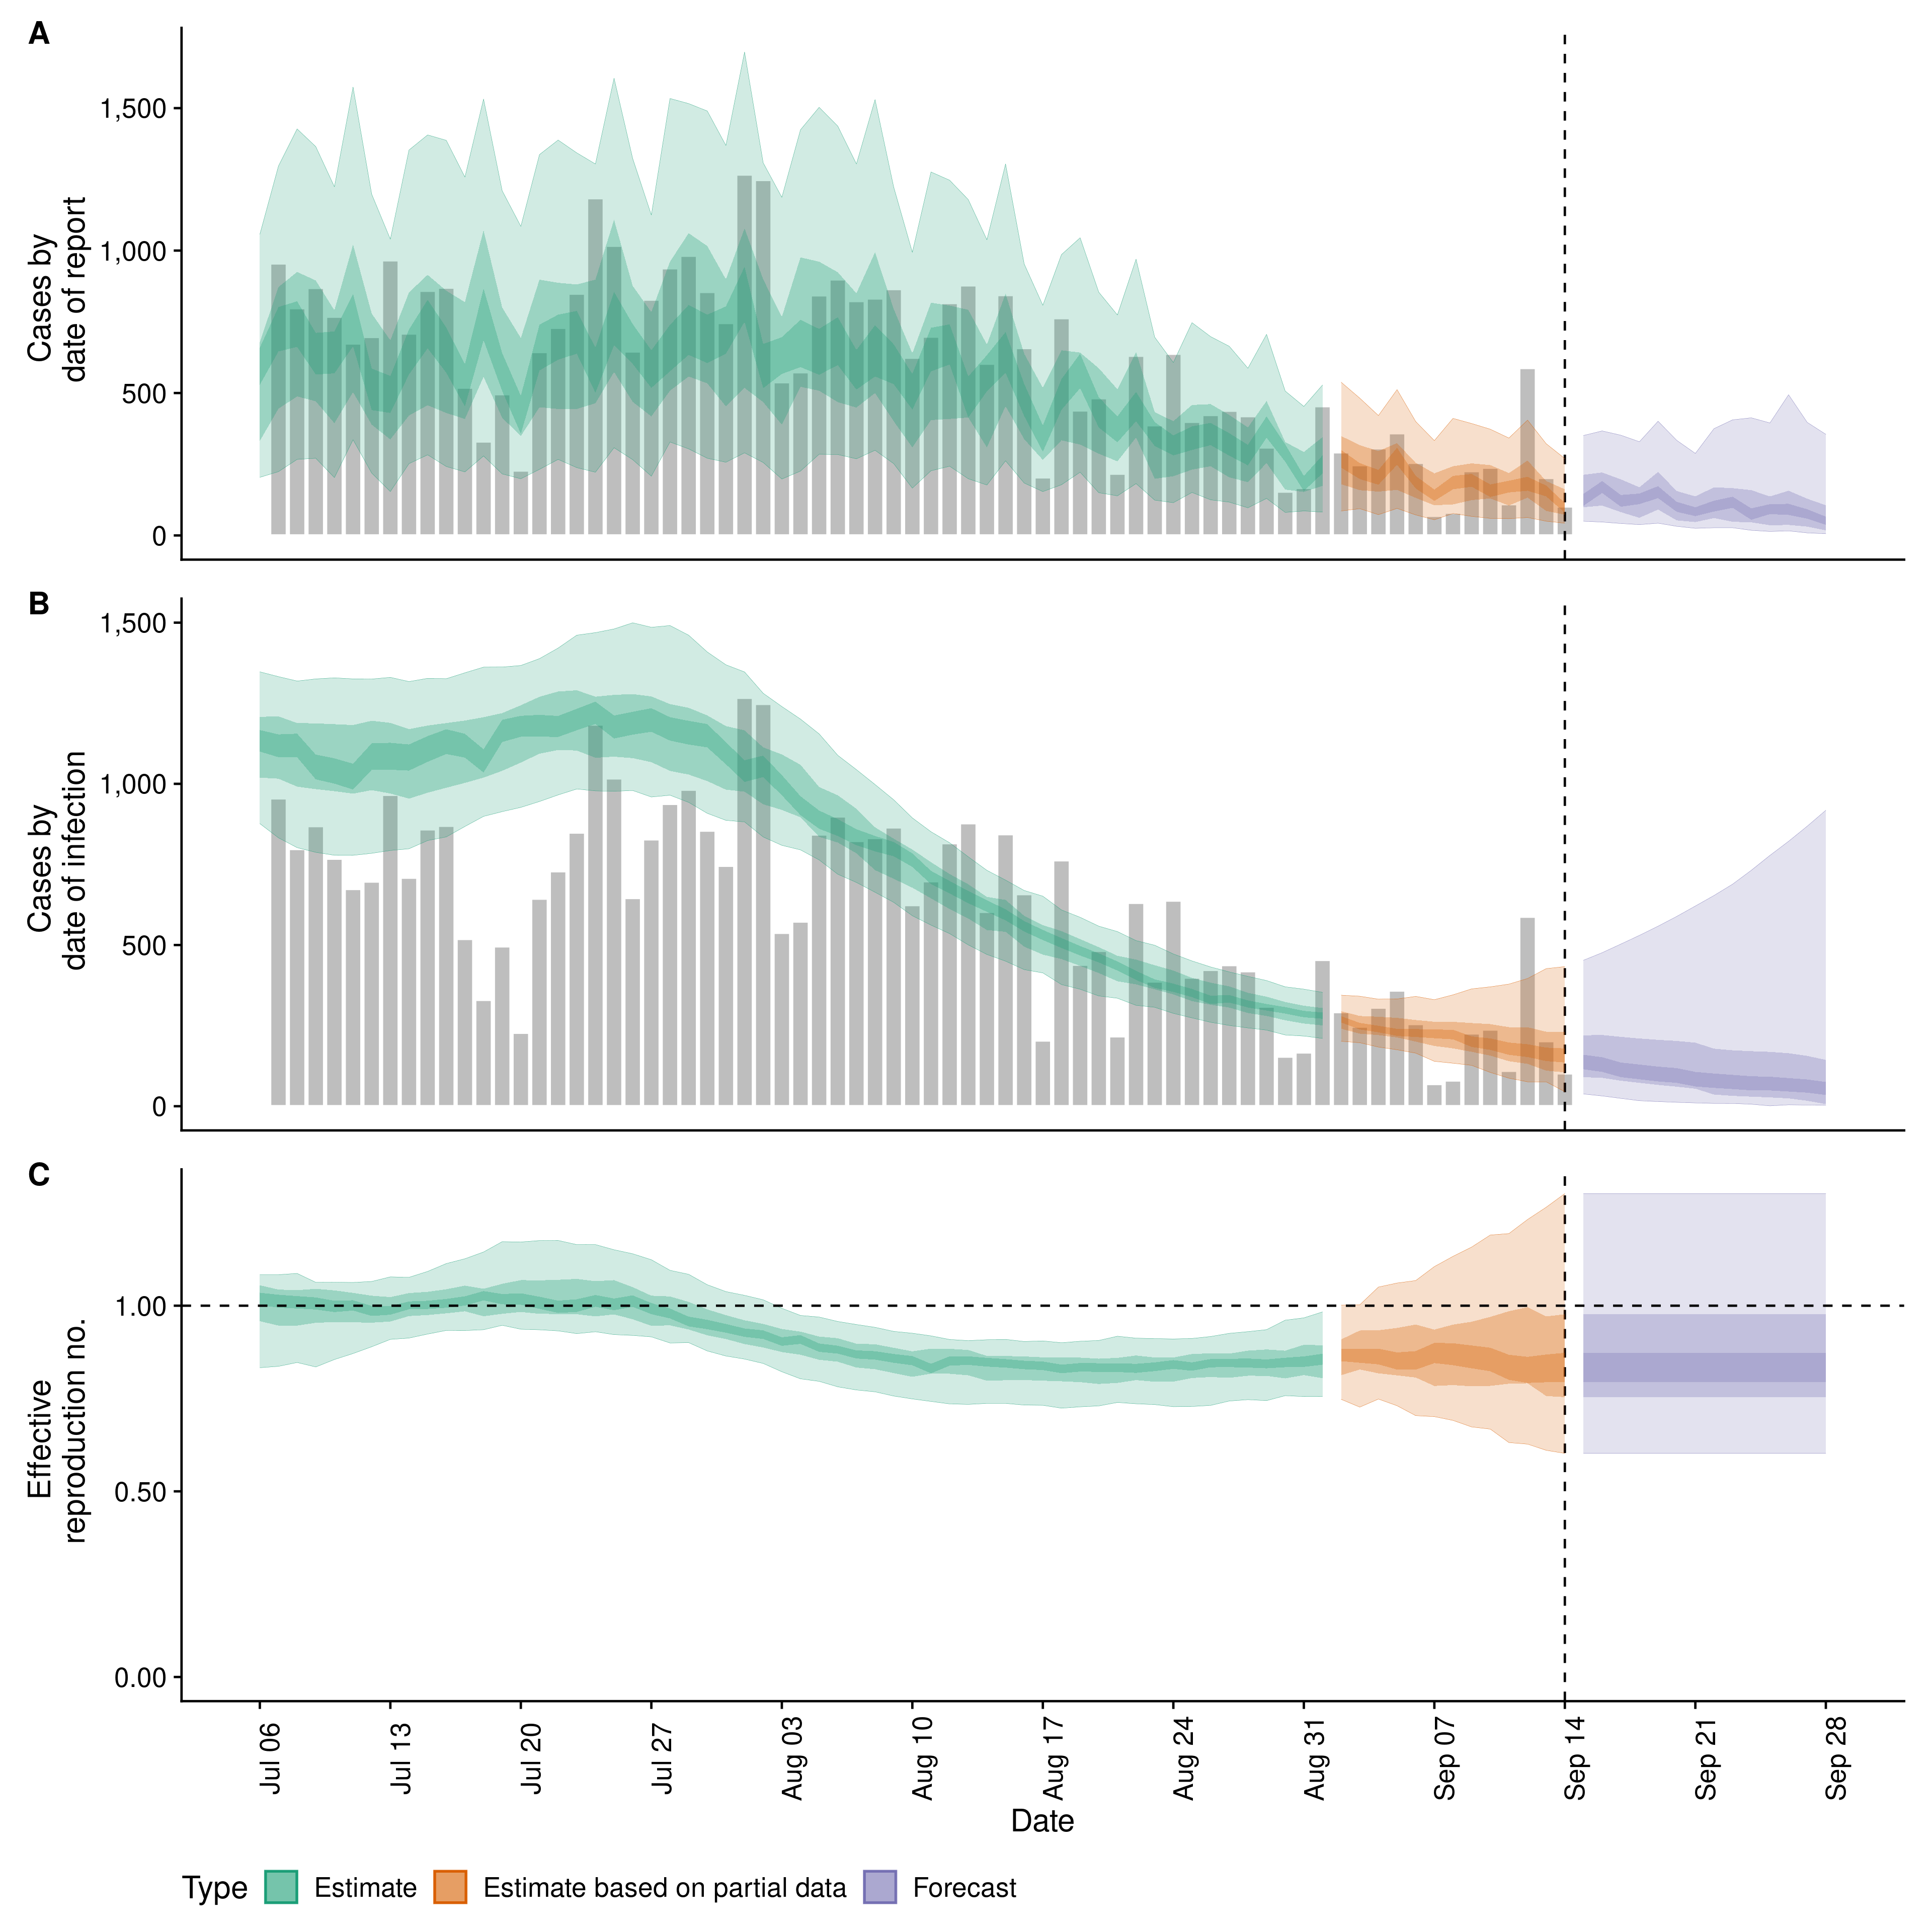 A
Cases by
date of report
1,500
1,000
500
0
B
Cases by
date of infection
1,500
1,000
500
0
C
Effective
reproduction no.
1.00
0.50
0.00
Jul 06
Jul 13
Jul 20
Jul 27
Aug 03
Aug 10
Aug 17
Aug 24
Aug 31
Sep 07
Sep 14
Sep 21
Sep 28
Date
Type Estimate Estimate based on partial data Forecast